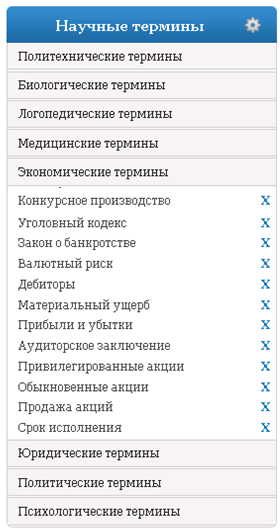 Научные термины
Политехнические термины
Биологические термины
Логопедические термины
Медицинские термины
Экономические термины
Конкурсное производство X
Уголовный кодекс X
Закон о банкротстве X
Валютный риск X
Дебиторы X
Материальный ущерб X
Прибыли и убытки X
Аудиторское заключение X
Привилегированные акции X
Обыкновенные акции X
Продажа акций X
Срок исполнения X
Юридические термины
Политические термины
Психологические термины